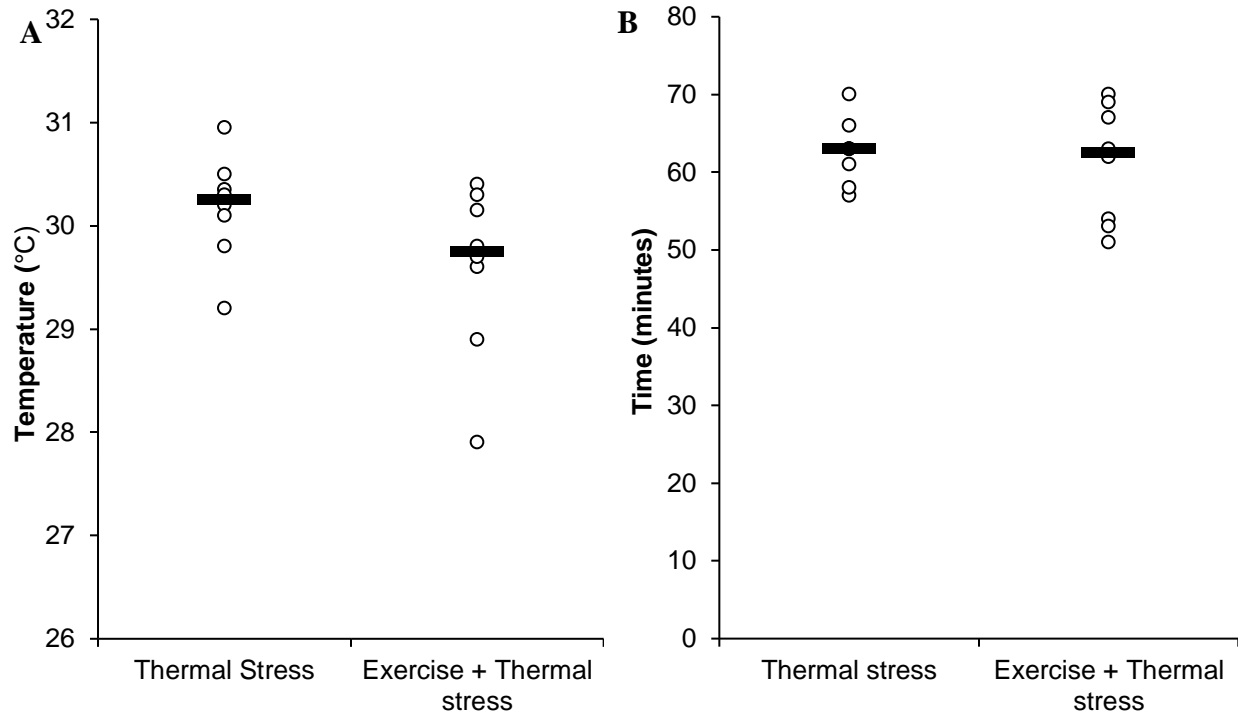 A
Temperature (°C)
32
31
30
29
28
27
26
Thermal Stress
Exercise + Thermal
stress
B
Time (minutes)
80
70
60
50
40
30
20
10
0
Thermal stress
Exercise + Thermal
stress